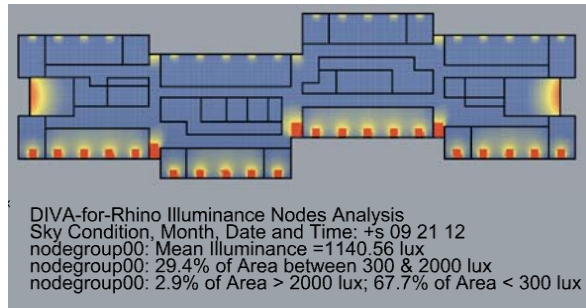 DIVA-for-Rhino Illuminance Nodes Analysis
Sky Condition, Month, Date and Time: +s 09 21 12
nodegroup00: Mean Illuminance =1140.56 lux
nodegroup00: 29.4% of Area between 300 & 2000 lux
nodegroup00: 2.9% of Area > 2000 lux; 67.7% of Area < 300 lux